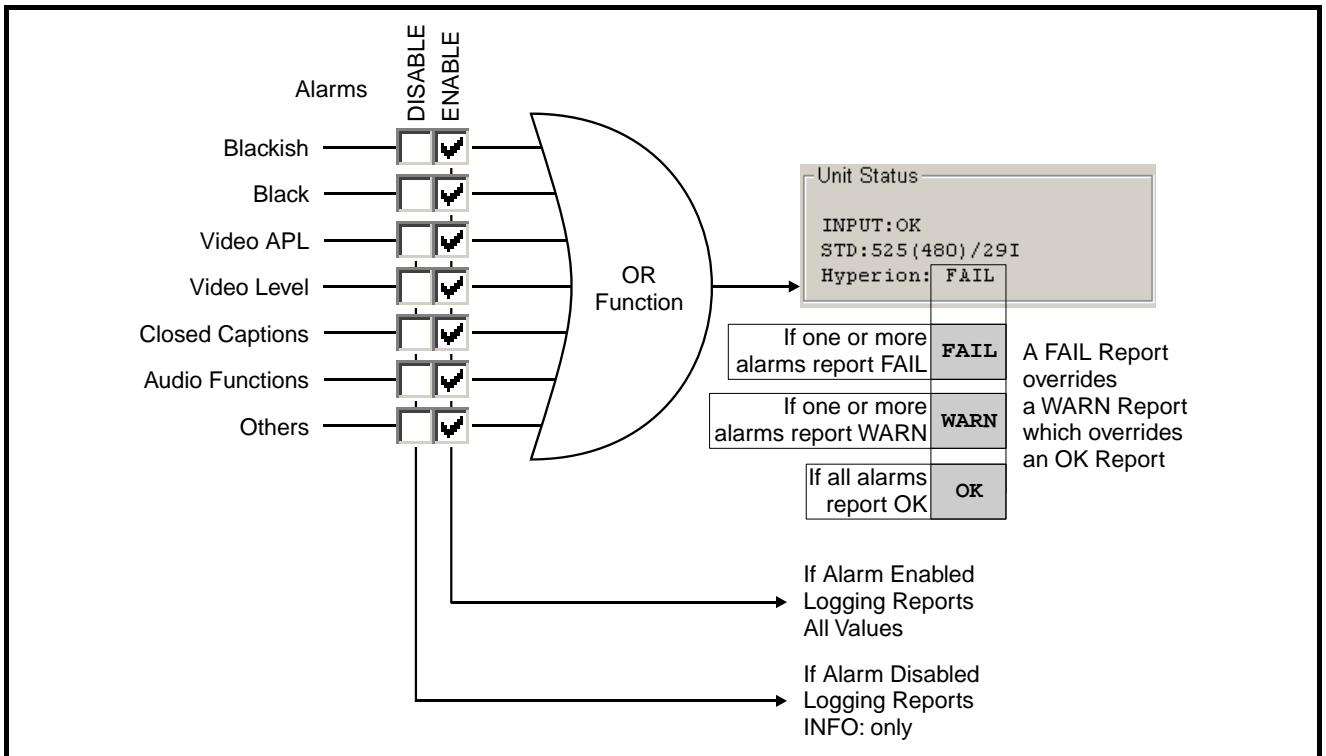 Alarms
DISABLE
ENABLE
Blackish
Black
Video APL
Video Level
Closed Captions
Audio Functions
Others
OR
Function
Unit Status
INPUT:OK
STD:525(480)/29I
Hyperion: FAIL
If one or more
alarms report FAIL
FAIL
If one or more
alarms report WARN
WARN
If all alarms
report OK
OK
A FAIL Report
overrides
a WARN Report
which overrides
an OK Report
If Alarm Enabled
Logging Reports
All Values
If Alarm Disabled
Logging Reports
INFO: only